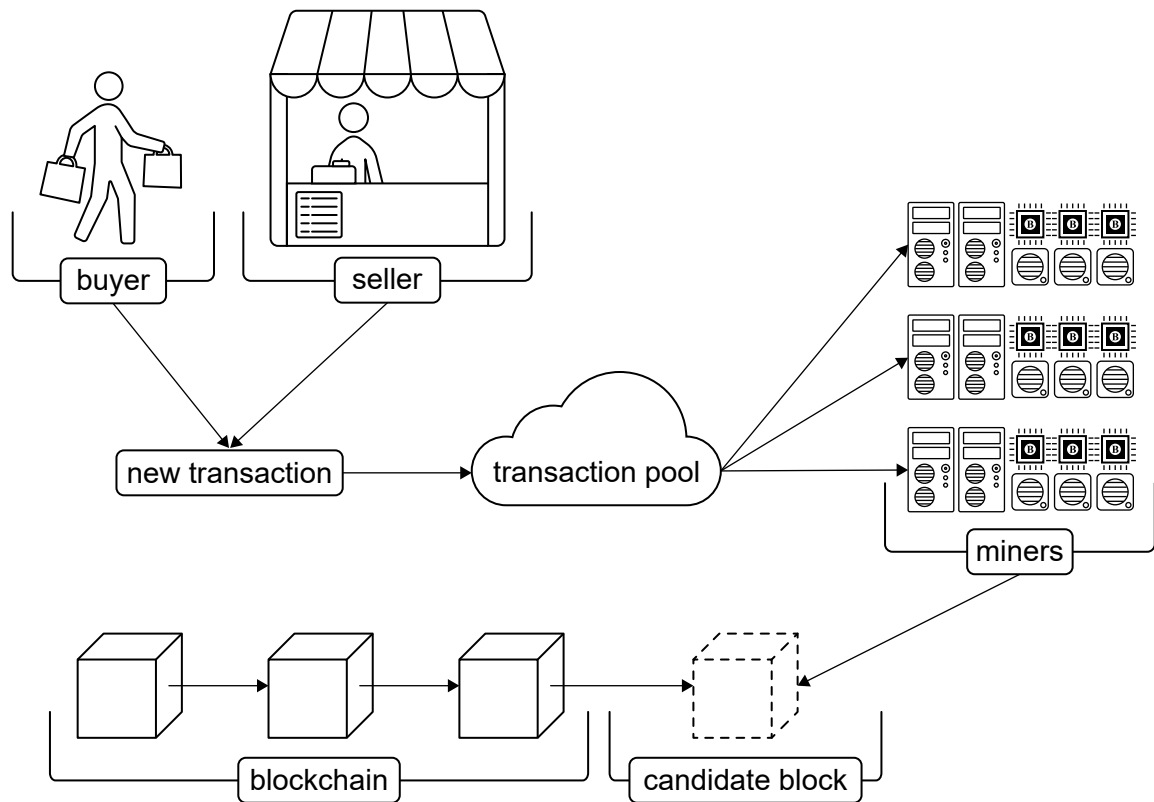 buyer
seller
new transaction
transaction pool
miners
blockchain
candidate block